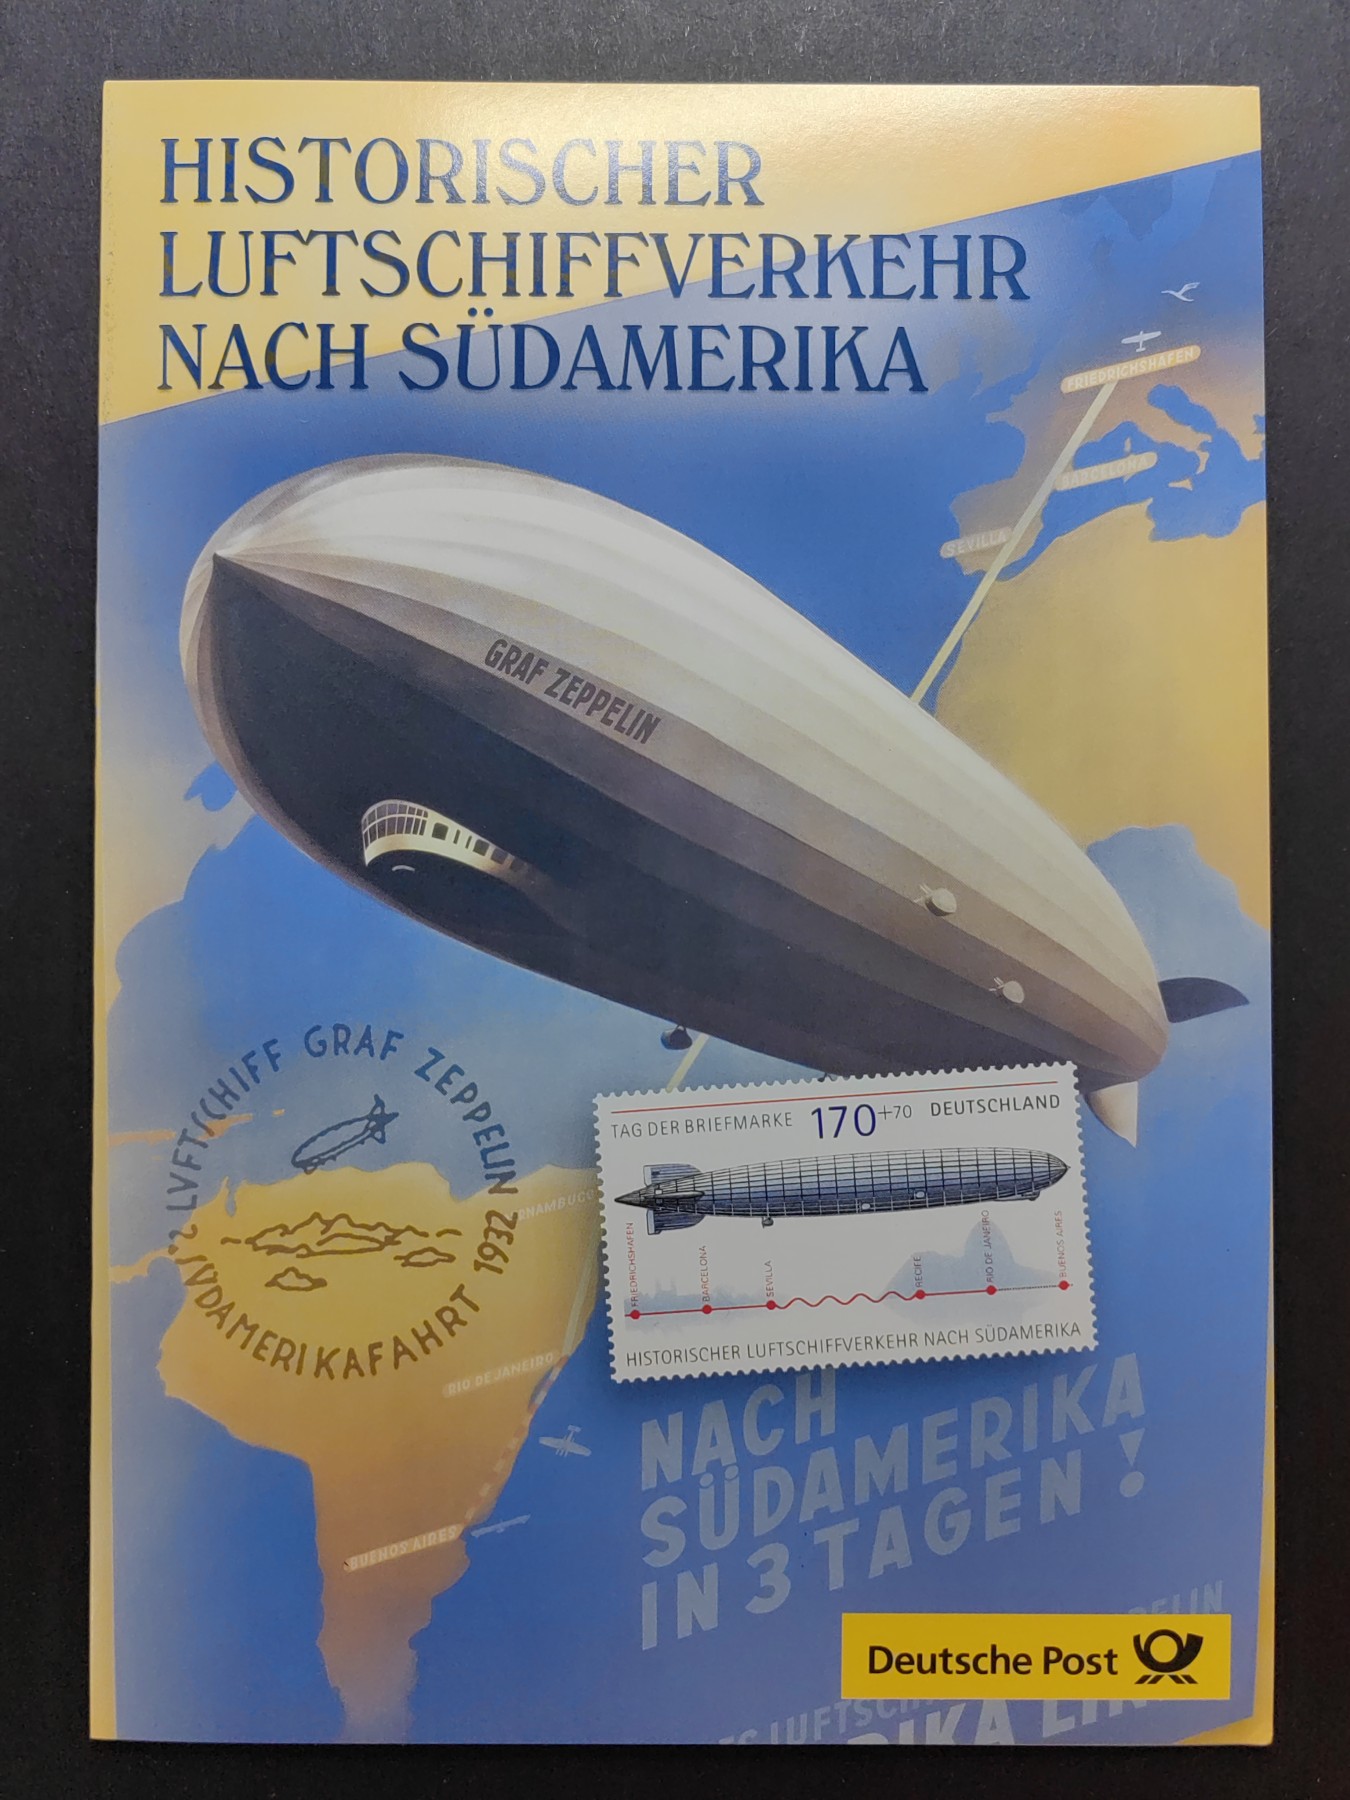 HISTORISCHER
LUFTSCHIFFVERKEHR
NACH SÜDAMERIKA
FRIEDRICHSHAFEN
BARCELONA
SEVILLA
GRAF ZEPPELIN
LUFTSCHIFF GRAF ZEPPELIN
SÜDAMERIKAFAHRT 1932
TAG DER BRIEFMARKE 170+70 DEUTSCHLAND
FRIEDRICHSHAFEN
BARCELONA
SEVILLA
RECIFE
RIO DE JANEIRO
BUENOS AIRES
HISTORISCHER LUFTSCHIFFVERKEHR NACH SÜDAMERIKA
RIO DE JANEIRO
BUENOS AIRES
NACH
SÜDAMERIKA
IN 3 TAGEN!
Deutsche Post